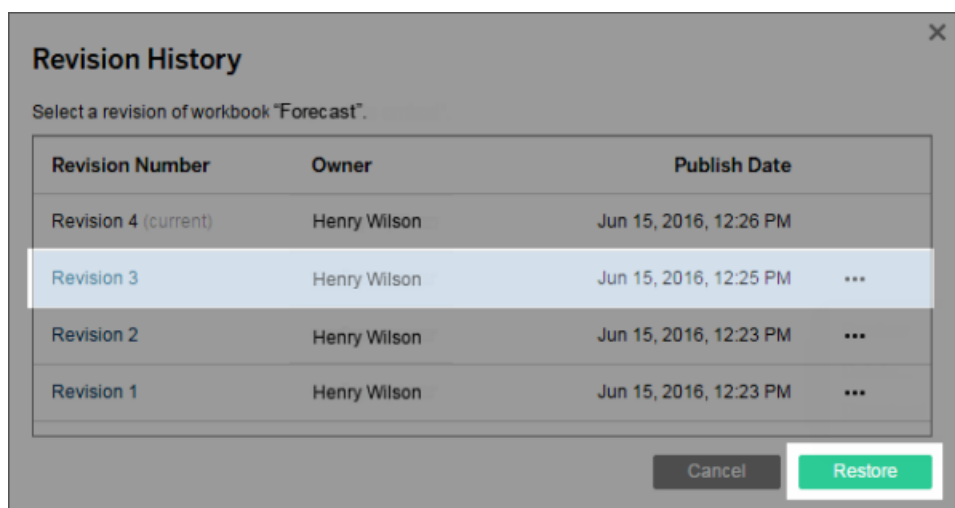 Revision History
Select a revision of workbook "Forecast".
Revision Number Owner Publish Date
Revision 4 (current) Henry Wilson Jun 15, 2016, 12:26 PM
Revision 3 Henry Wilson Jun 15, 2016, 12:25 PM ...
Revision 2 Henry Wilson Jun 15, 2016, 12:23 PM ...
Revision 1 Henry Wilson Jun 15, 2016, 12:23 PM ...
Cancel Restore